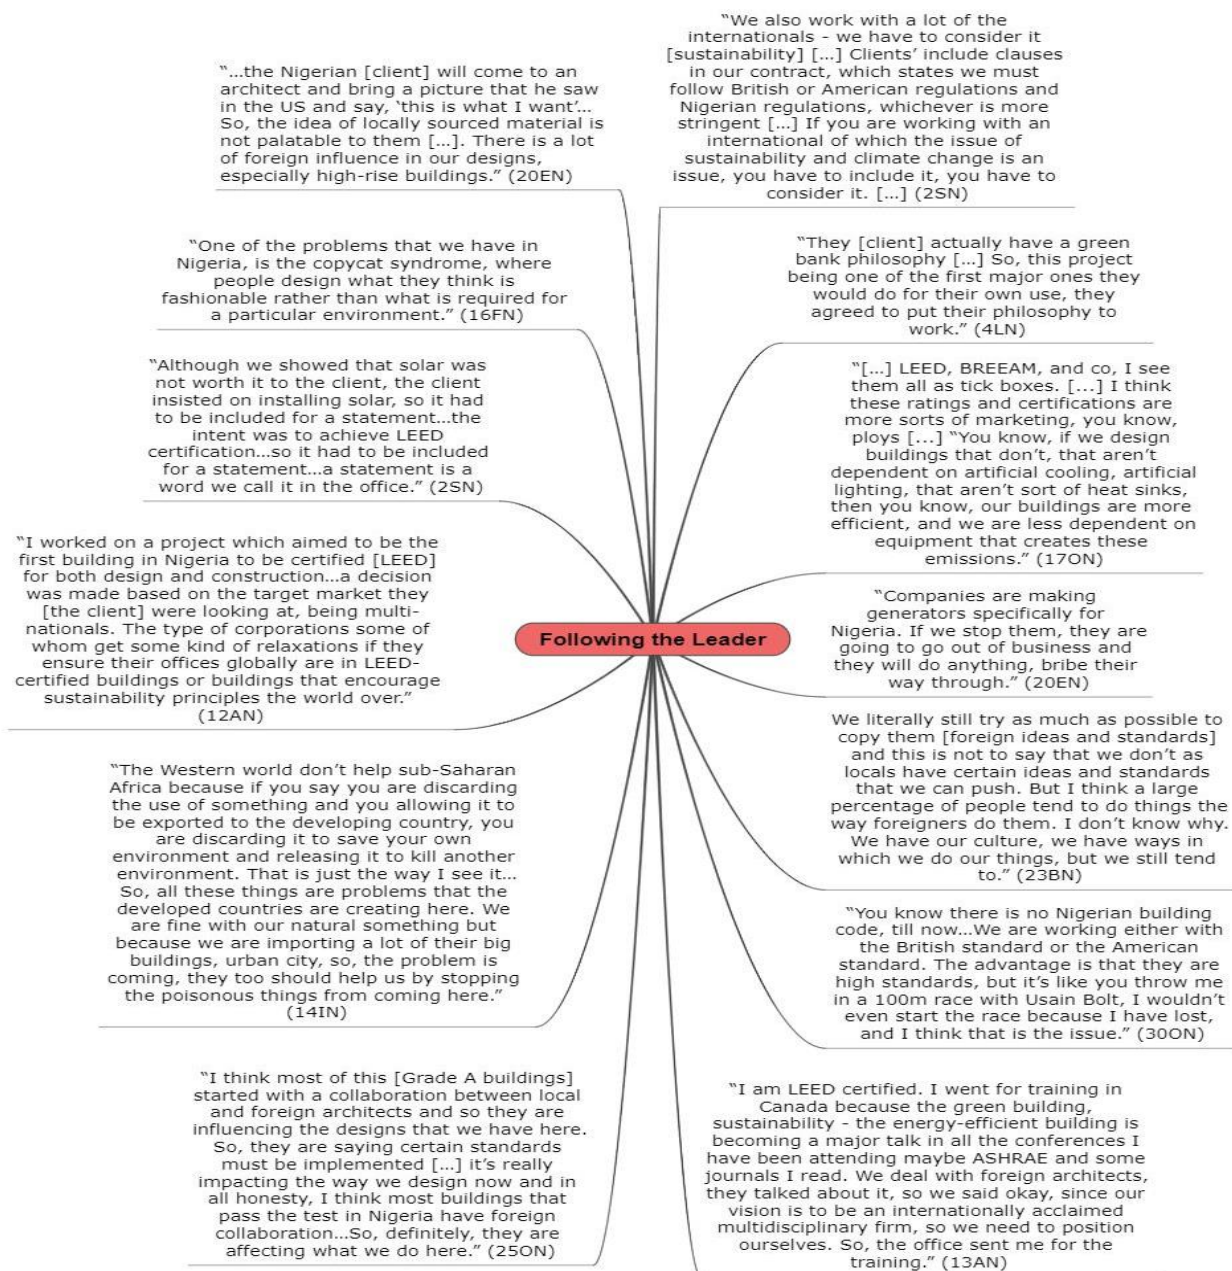 “...the Nigerian [client] will come to an
architect and bring a picture that he saw
in the US and say, ‘this is what I want’...
So, the idea of locally sourced material is
not palatable to them [...]. There is a lot
of foreign influence in our designs,
especially high-rise buildings.” (20EN)
“One of the problems that we have in
Nigeria, is the copycat syndrome, where
people design what they think is
fashionable rather than what is required for
a particular environment.” (16FN)
“Although we showed that solar was
not worth it to the client, the client
insisted on installing solar, so it had
to be included for a statement...the
intent was to achieve LEED
certification...so it had to be included
for a statement...a statement is a
word we call it in the office.” (2SN)
“I worked on a project which aimed to be the
first building in Nigeria to be certified [LEED]
for both design and construction...a decision
was made based on the target market they
[the client] were looking at, being multi-
nationals. The type of corporations some of
whom get some kind of relaxations if they
ensure their offices globally are in LEED-
certified buildings or buildings that encourage
sustainability principles the world over.”
(12AN)
“The Western world don’t help sub-Saharan
Africa because if you say you are discarding
the use of something and you allowing it to
be exported to the developing country, you
are discarding it to save your own
environment and releasing it to kill another
environment. That is just the way I see it...
So, all these things are problems that the
developed countries are creating here. We
are fine with our natural something but
because we are importing a lot of their big
buildings, urban city, so, the problem is
coming, they too should help us by stopping
the poisonous things from coming here.”
(14IN)
“I think most of this [Grade A buildings]
started with a collaboration between local
and foreign architects and so they are
influencing the designs that we have here.
So, they are saying certain standards
must be implemented [...] it’s really
impacting the way we design now and in
all honesty, I think most buildings that
pass the test in Nigeria have foreign
collaboration...So, definitely, they are
affecting what we do here.” (25ON)
Following the Leader
“We also work with a lot of the
internationals - we have to consider it
[sustainability] [...] Clients’ include clauses
in our contract, which states we must
follow British or American regulations and
Nigerian regulations, whichever is more
stringent [...] If you are working with an
international of which the issue of
sustainability and climate change is an
issue, you have to include it, you have to
consider it. [...] (2SN)
“They [client] actually have a green
bank philosophy [...] So, this project
being one of the first major ones they
would do for their own use, they
agreed to put their philosophy to
work.” (4LN)
“[...] LEED, BREEAM, and co, I see
them all as tick boxes. [...] I think
these ratings and certifications are
more sorts of marketing, you know,
ploys [...] “You know, if we design
buildings that don’t, that aren’t
dependent on artificial cooling, artificial
lighting, that aren’t sort of heat sinks,
then you know, our buildings are more
efficient, and we are less dependent on
equipment that creates these
emissions.” (17ON)
“Companies are making
generators specifically for
Nigeria. If we stop them, they are
going to go out of business and
they will do anything, bribe their
way through.” (20EN)
We literally still try as much as possible to
copy them [foreign ideas and standards]
and this is not to say that we don’t as
locals have certain ideas and standards
that we can push. But I think a large
percentage of people tend to do things the
way foreigners do them. I don’t know why.
We have our culture, we have ways in
which we do our things, but we still tend
to.” (23BN)
“You know there is no Nigerian building
code, till now...We are working either with
the British standard or the American
standard. The advantage is that they are
high standards, but it’s like you throw me
in a 100m race with Usain Bolt, I wouldn’t
even start the race because I have lost,
and I think that is the issue.” (30ON)
“I am LEED certified. I went for training in
Canada because the green building,
sustainability - the energy-efficient building is
becoming a major talk in all the conferences I
have been attending maybe ASHRAE and some
journals I read. We deal with foreign architects,
they talked about it, so we said okay, since our
vision is to be an internationally acclaimed
multidisciplinary firm, so we need to position
ourselves. So, the office sent me for the
training.” (13AN)